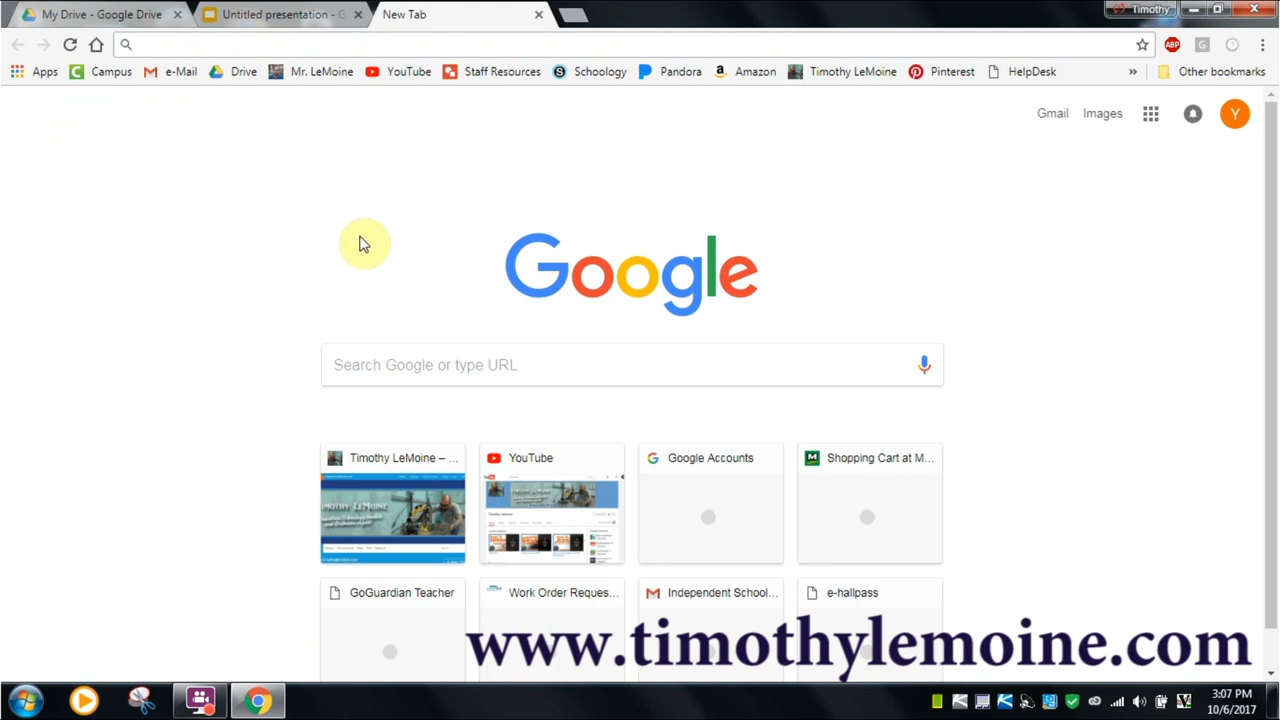 My Drive - Google Drive
Untitled presentation - G
New Tab
Timothy
ABP
G
Apps
Campus
e-Mail
Drive
Mr. LeMoine
YouTube
Staff Resources
Schoology
Pandora
Amazon
Timothy LeMoine
Pinterest
HelpDesk
»
Other bookmarks
Gmail
Images
Y
Google
Search Google or type URL
Timothy LeMoine – ...
YouTube
Google Accounts
Shopping Cart at M...
TIMOTHY LEMOINE
GoGuardian Teacher
Work Order Reques...
Independent School...
e-hallpass
www.timothylemoine.com
3:07 PM
10/6/2017